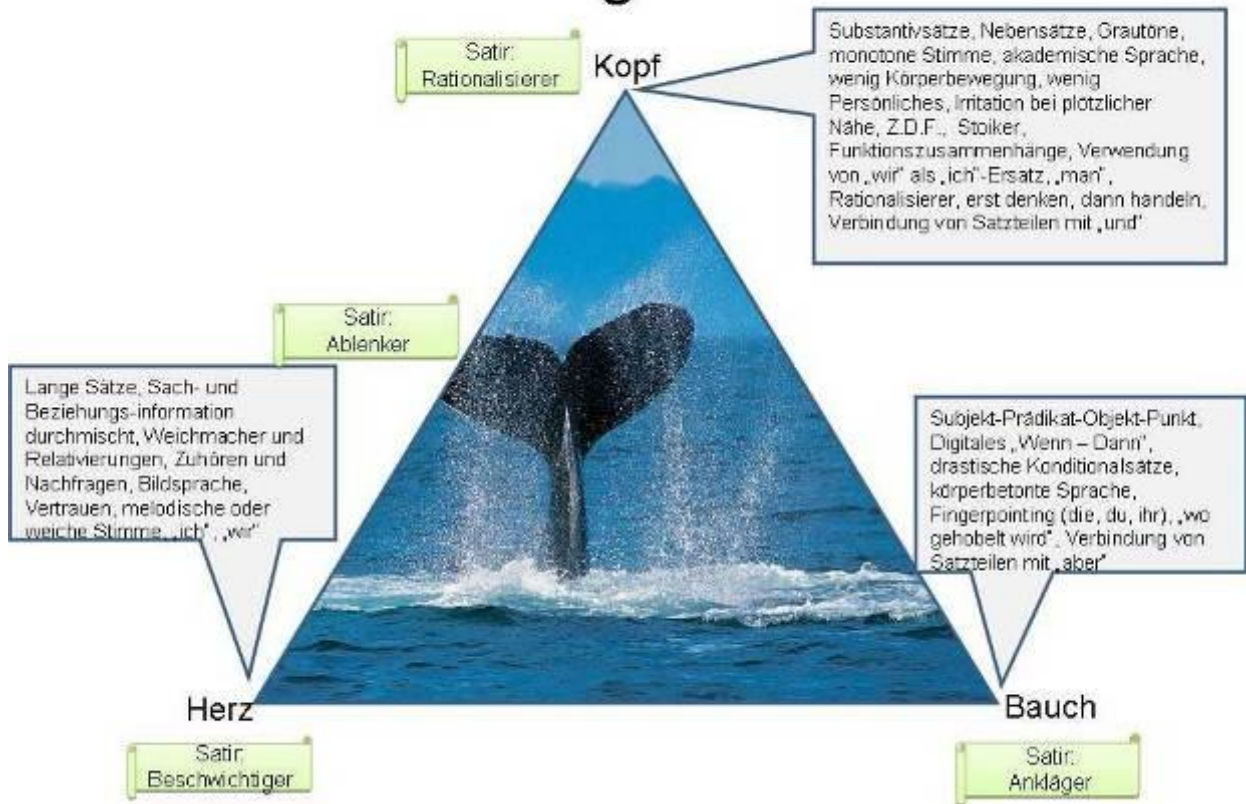 g
Satir:
Rationalisierer
Kopf
Substantivsätze, Nebensätze, Grautöne,
monotone Stimme, akademische Sprache,
wenig Körperbewegung, wenig
Persönliches, Irritation bei plötzlicher
Nähe, Z.D.F., Stoiker,
Funktionszusammenhänge, Verwendung
von „wir“ als „ich“-Ersatz, „man“,
Rationalisierer, erst denken, dann handeln,
Verbindung von Satzteilen mit „und“
Satir:
Ablenker
Lange Sätze, Sach- und
Beziehungs-information
durchmischt, Weichmacher und
Relativierungen, Zuhören und
Nachfragen, Bildsprache,
Vertrauen, melodische oder
weiche Stimme, „ich“, „wir“
Subjekt-Prädikat-Objekt-Punkt,
Digitales „Wenn – Dann“,
drastische Konditionalsätze,
körperbetonte Sprache,
Fingerpointing (die, du, ihr), „wo
gehobelt wird“, Verbindung von
Satzteilen mit „aber“
Herz
Satir:
Beschwichtiger
Bauch
Satir:
Ankläger